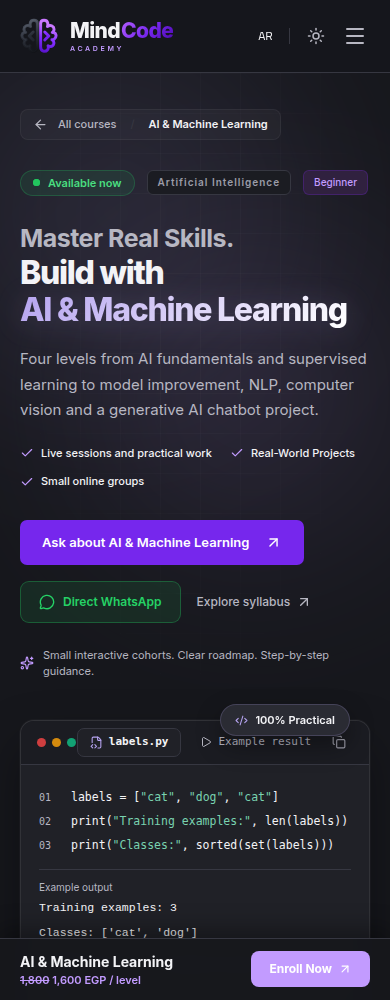 MindCode
ACADEMY
AR
All courses / AI & Machine Learning
Available now
Artificial Intelligence
Beginner
Master Real Skills.
Build with
AI & Machine Learning
Four levels from AI fundamentals and supervised
learning to model improvement, NLP, computer
vision and a generative AI chatbot project.
Live sessions and practical work
Real-World Projects
Small online groups
Ask about AI & Machine Learning
Direct WhatsApp
Explore syllabus
Small interactive cohorts. Clear roadmap. Step-by-step
guidance.
100% Practical
labels.py
Example result
01 labels = ["cat", "dog", "cat"]
02 print("Training examples:", len(labels))
03 print("Classes:", sorted(set(labels)))
Example output
Training examples: 3
Classes: ['cat', 'dog']
AI & Machine Learning
1,800 1,600 EGP / level
Enroll Now